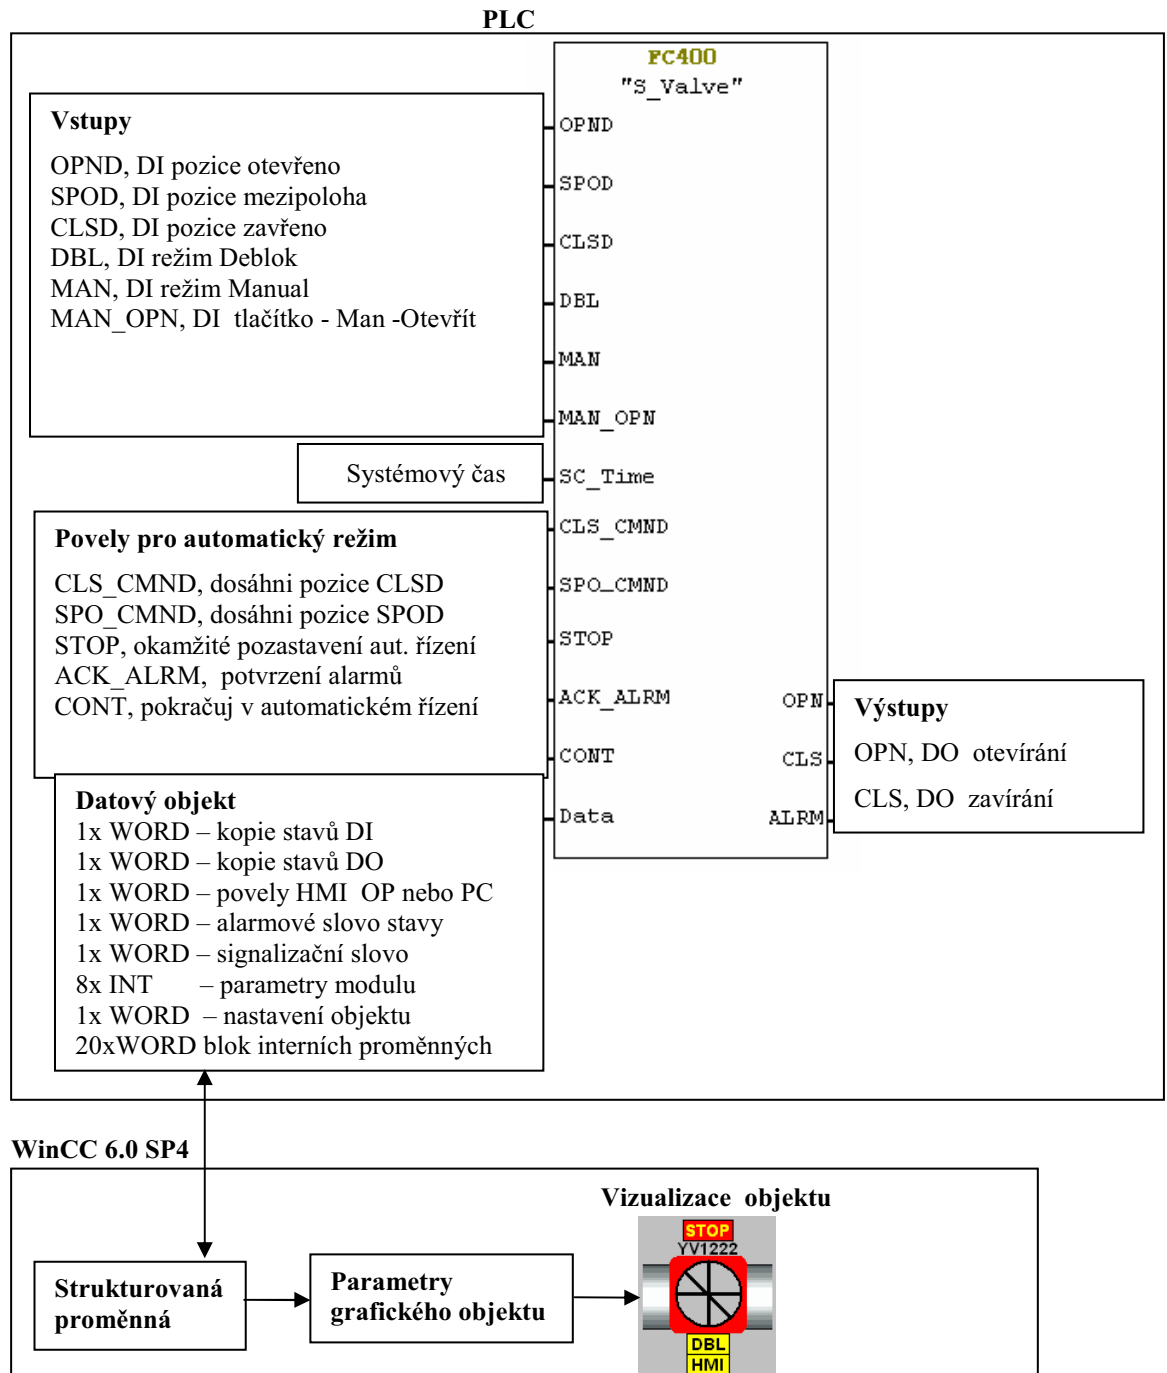 PLC
FC400
"S_Valve"
Vstupy
OPND, DI pozice otevřeno
SPOD, DI pozice mezipoloha
CLSD, DI pozice zavřeno
DBL, DI režim Deblok
MAN, DI režim Manual
MAN_OPN, DI  tlačítko - Man -Otevřít
OPND
SPOD
CLSD
DBL
MAN
MAN_OPN
Systémový čas
SC_Time
Povely pro automatický režim
CLS_CMND, dosáhni pozice CLSD
SPO_CMND, dosáhni pozice SPOD
STOP, okamžité pozastavení aut. řízení
ACK_ALRM,  potvrzení alarmů
CONT, pokračuj v automatickém řízení
CLS_CMND
SPO_CMND
STOP
ACK_ALRM
CONT
Data
OPN
CLS
ALRM
Výstupy
OPN, DO  otevírání
CLS, DO  zavírání
Datový objekt
1x WORD – kopie stavů DI
1x WORD – kopie stavů DO
1x WORD – povely HMI  OP nebo PC
1x WORD – alarmové slovo stavy
1x WORD – signalizační slovo
8x INT – parametry modulu
1x WORD – nastavení objektu
20xWORD blok interních proměnných
WinCC 6.0 SP4
Vizualizace objektu
Strukturovaná
proměnná
Parametry
grafického objektu
STOP
YV1222
DBL
HMI